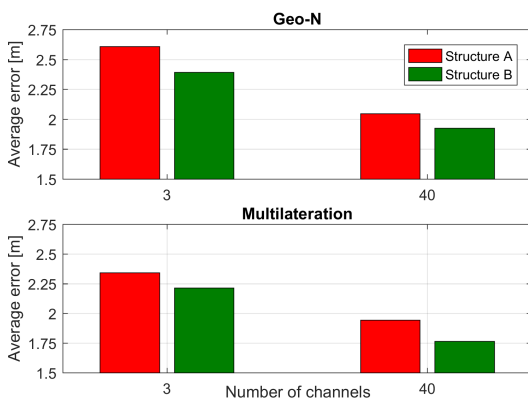 Geo-N
Average error [m]
2.75
2.5
2.25
2
1.75
1.5
Structure A
Structure B
3
40
Multilateration
Average error [m]
2.75
2.5
2.25
2
1.75
1.5
3
40
Number of channels